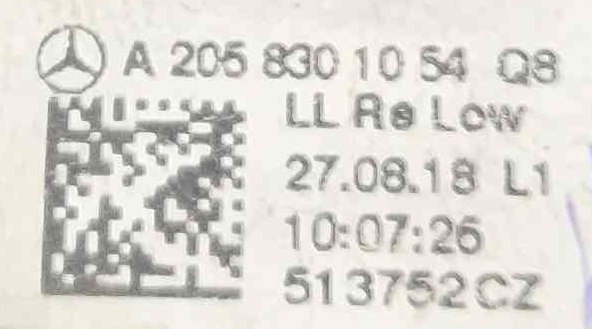 A 205 830 10 54 Q8
LL Re Low
27.08.18 L1
10:07:26
513752CZ